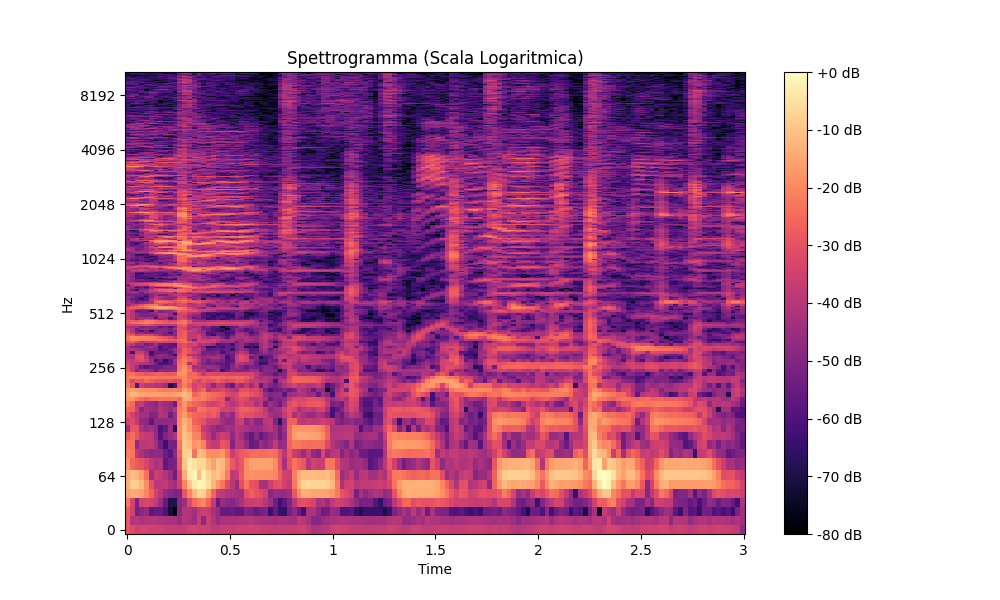 Spettrogramma (Scala Logaritmica)
Hz
8192
4096
2048
1024
512
256
128
64
0
0 0.5 1 1.5 2 2.5 3
Time
+0 dB
-10 dB
-20 dB
-30 dB
-40 dB
-50 dB
-60 dB
-70 dB
-80 dB